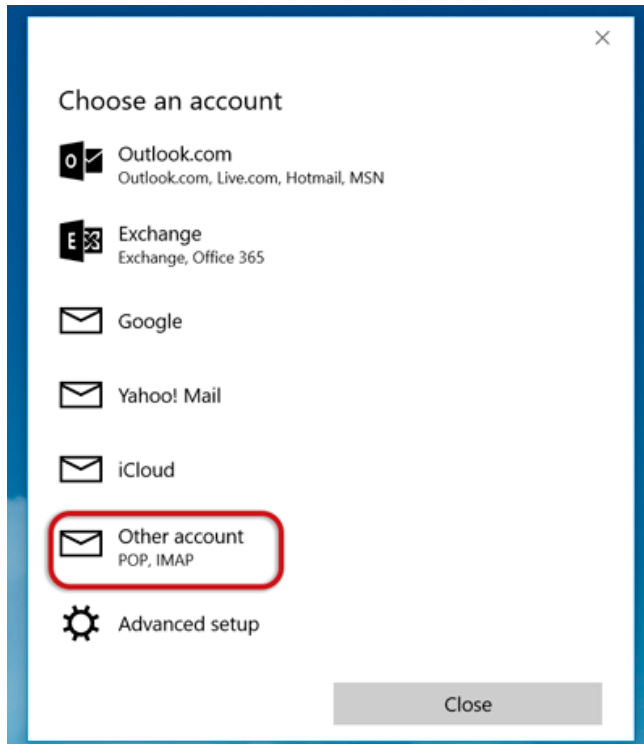 Choose an account
Outlook.com
Outlook.com, Live.com, Hotmail, MSN
Exchange
Exchange, Office 365
Google
Yahoo! Mail
iCloud
Other account
POP, IMAP
Advanced setup
Close